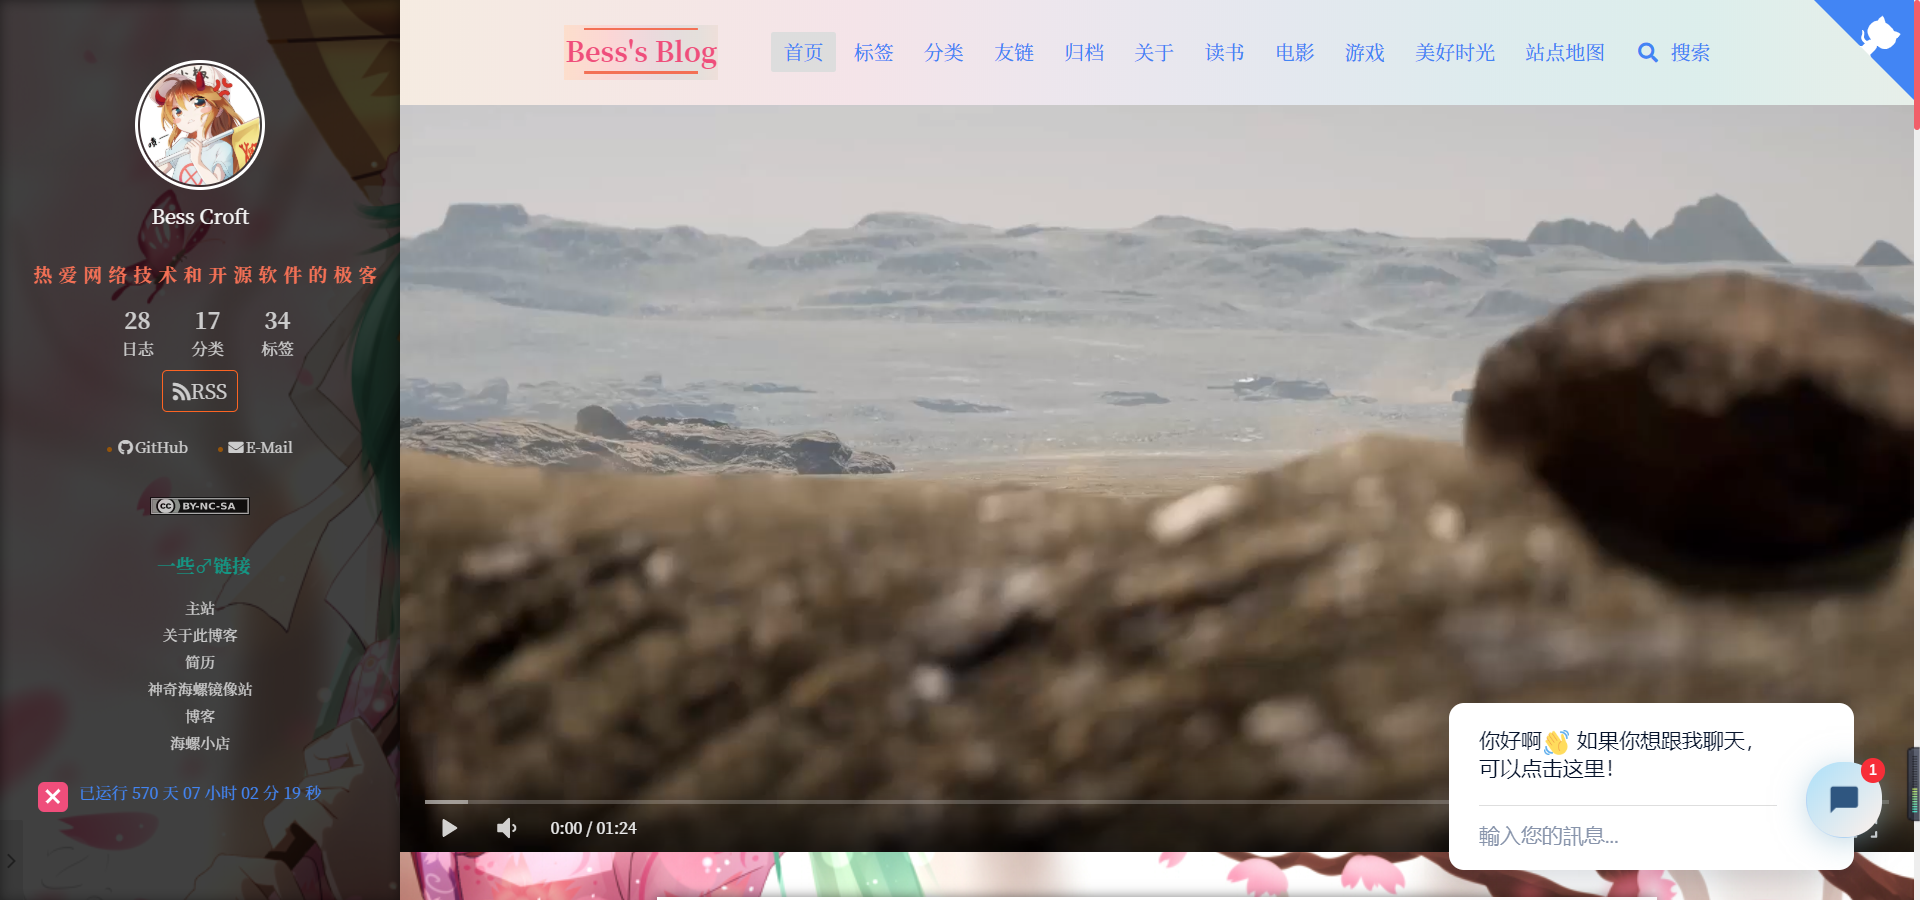 Bess Croft
热爱网络技术和开源软件的极客
28 17 34
日志 分类 标签
RSS
GitHub E-Mail
BY-NC-SA
一些♂链接
主站
关于此博客
简历
神奇海螺镜像站
博客
海螺小店
已运行 570 天 07 小时 02 分 19 秒
Bess's Blog
首页 标签 分类 友链 归档 关于 读书 电影 游戏 美好时光 站点地图 搜索
0:00 / 01:24
你好啊👋 如果你想跟我聊天，
可以点击这里！
輸入您的訊息...
1